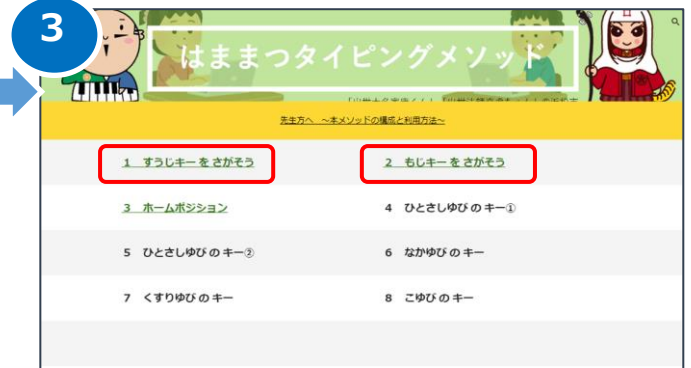 3
はままつタイピングメソッド
先生方へ ～本メソッドの構成と利用方法～
1 すうじキー を さがそう
2 もじキー を さがそう
3 ホームポジション
4 ひとさしゆび の キー①
5 ひとさしゆび の キー②
6 なかゆび の キー
7 くすりゆび の キー
8 こゆび の キー